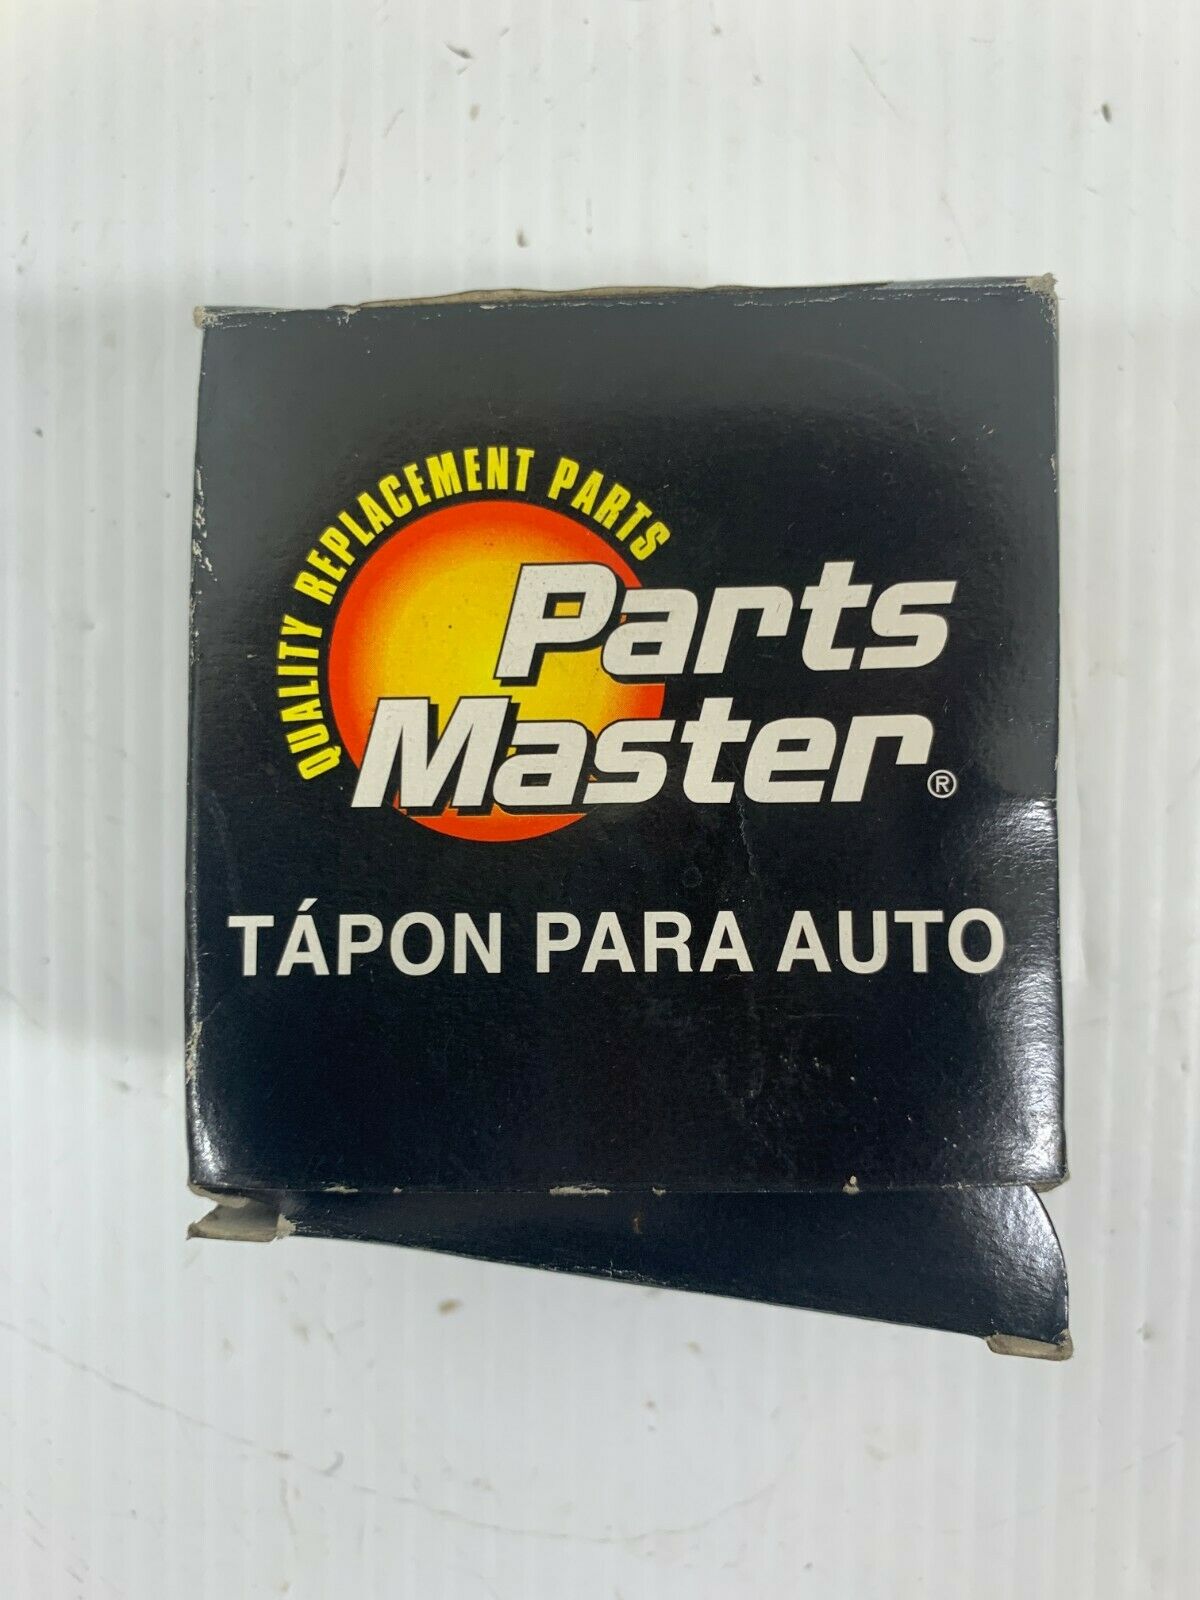 QUALITY REPLACEMENT PARTS
Parts
Master®
TÁPON PARA AUTO